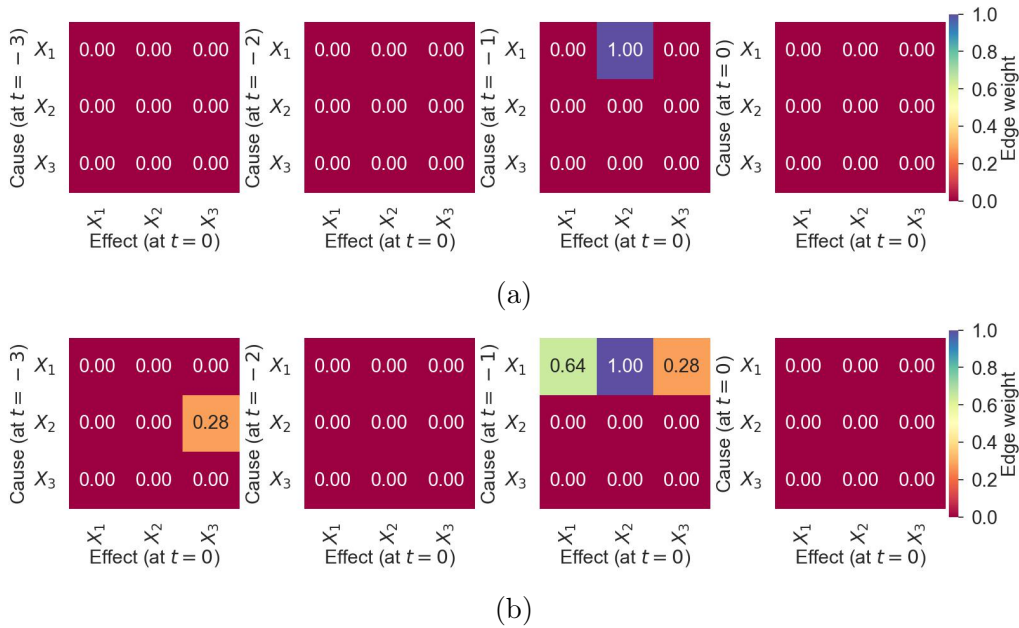 Cause (at t = −3)
X₁ 0.00 0.00 0.00
X₂ 0.00 0.00 0.00
X₃ 0.00 0.00 0.00
X₁ X₂ X₃
Effect (at t = 0)
Cause (at t = −2)
0.00 0.00 0.00
0.00 0.00 0.00
0.00 0.00 0.00
X₁ X₂ X₃
Effect (at t = 0)
Cause (at t = −1)
X₁ 0.00 1.00 0.00
X₂ 0.00 0.00 0.00
X₃ 0.00 0.00 0.00
X₁ X₂ X₃
Effect (at t = 0)
Cause (at t = 0)
0.00 0.00 0.00
0.00 0.00 0.00
0.00 0.00 0.00
X₁ X₂ X₃
Effect (at t = 0)
1.0
0.8
0.6
0.4
0.2
0.0
Edge weight
(a)
Cause (at t = −3)
X₁ 0.00 0.00 0.00
X₂ 0.00 0.00 0.28
X₃ 0.00 0.00 0.00
X₁ X₂ X₃
Effect (at t = 0)
Cause (at t = −2)
0.00 0.00 0.00
0.00 0.00 0.00
0.00 0.00 0.00
X₁ X₂ X₃
Effect (at t = 0)
Cause (at t = −1)
X₁ 0.64 1.00 0.28
X₂ 0.00 0.00 0.00
X₃ 0.00 0.00 0.00
X₁ X₂ X₃
Effect (at t = 0)
Cause (at t = 0)
0.00 0.00 0.00
0.00 0.00 0.00
0.00 0.00 0.00
X₁ X₂ X₃
Effect (at t = 0)
1.0
0.8
0.6
0.4
0.2
0.0
Edge weight
(b)